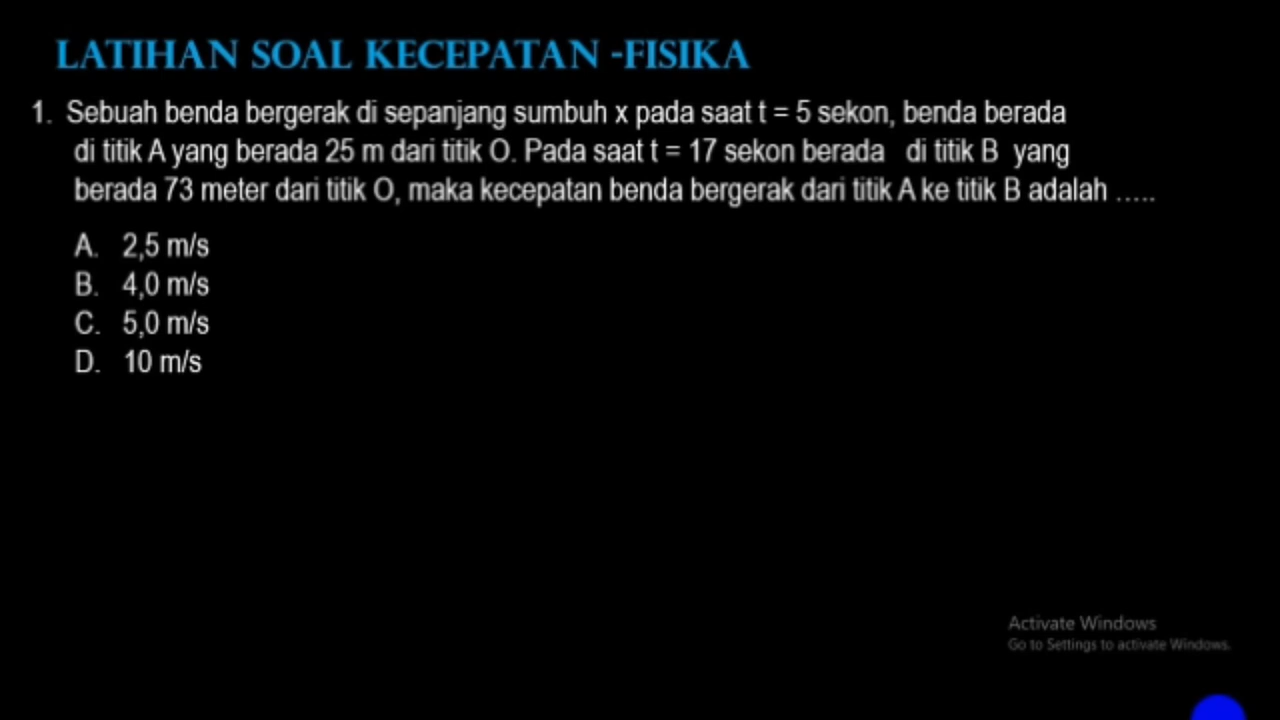 LATIHAN SOAL KECEPATAN -FISIKA
1. Sebuah benda bergerak di sepanjang sumbuh x pada saat t = 5 sekon, benda berada
di titik A yang berada 25 m dari titik O. Pada saat t = 17 sekon berada di titik B yang
berada 73 meter dari titik O, maka kecepatan benda bergerak dari titik A ke titik B adalah .....
A. 2,5 m/s
B. 4,0 m/s
C. 5,0 m/s
D. 10 m/s
Activate Windows
Go to Settings to activate Windows.